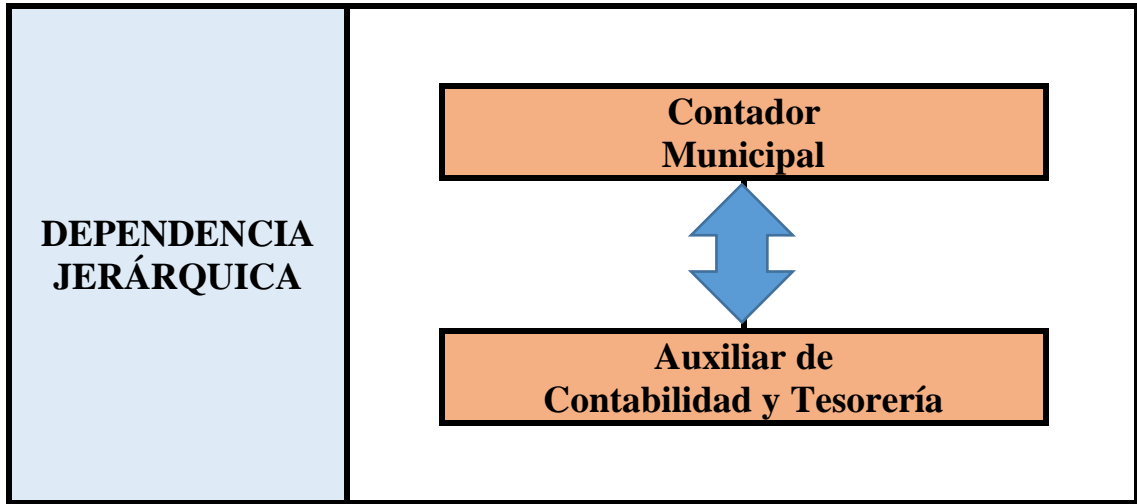 DEPENDENCIA
JERÁRQUICA
Contador
Municipal
Auxiliar de
Contabilidad y Tesorería